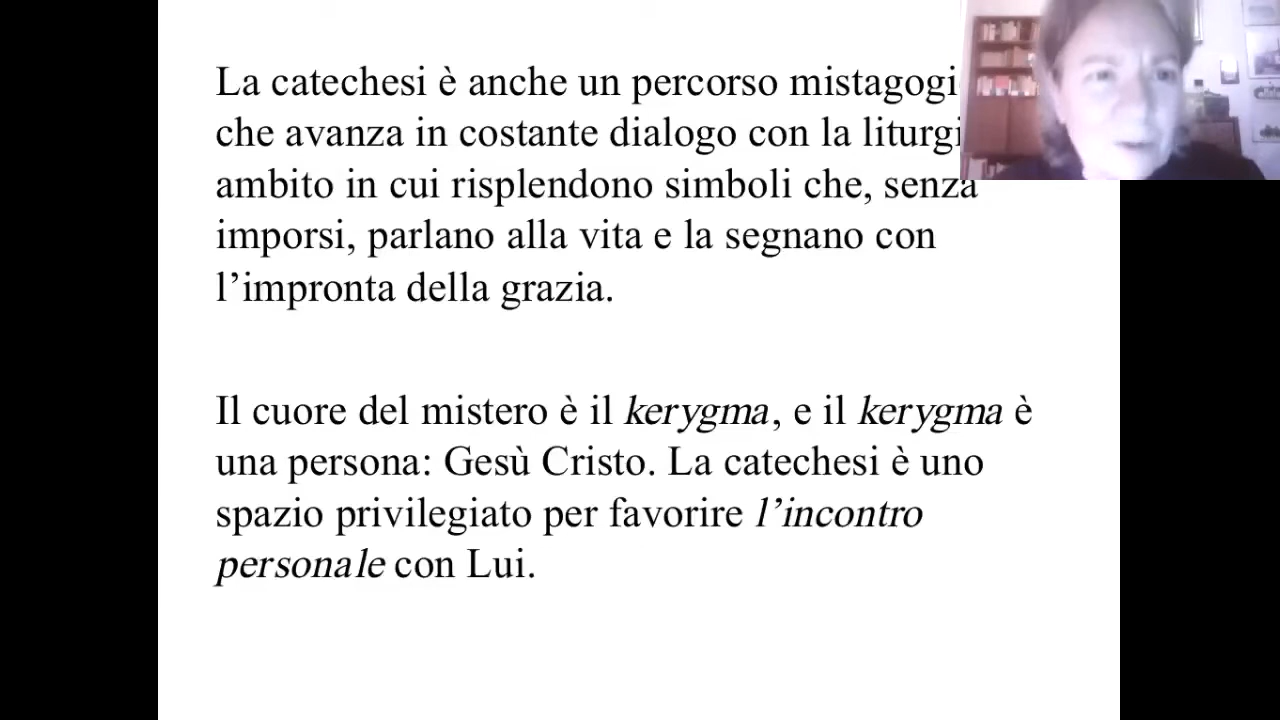 La catechesi è anche un percorso
che avanza in costante dialogo con la
ambito in cui risplendono simboli che, senza
imporsi, parlano alla vita e la segnano con
l’impronta della grazia.
Il cuore del mistero è il kerygma, e il kerygma è
una persona: Gesù Cristo. La catechesi è uno
spazio privilegiato per favorire l’incontro
personale con Lui.